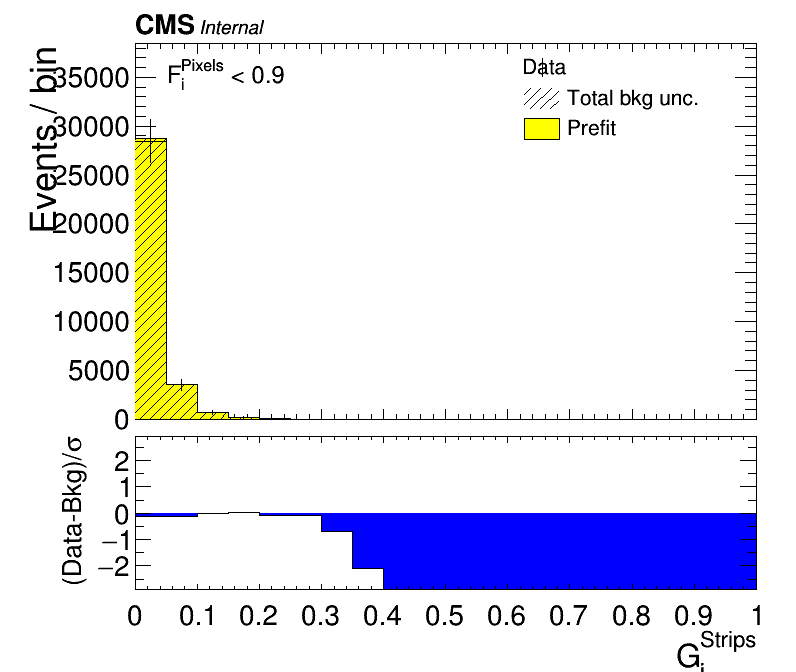 CMS Internal
F_i^Pixels < 0.9
Data
Total bkg unc.
Prefit
Events / bin
35000
30000
25000
20000
15000
10000
5000
0
(Data-Bkg)/σ
2
1
0
−1
−2
0 0.1 0.2 0.3 0.4 0.5 0.6 0.7 0.8 0.9 1
G_i^Strips